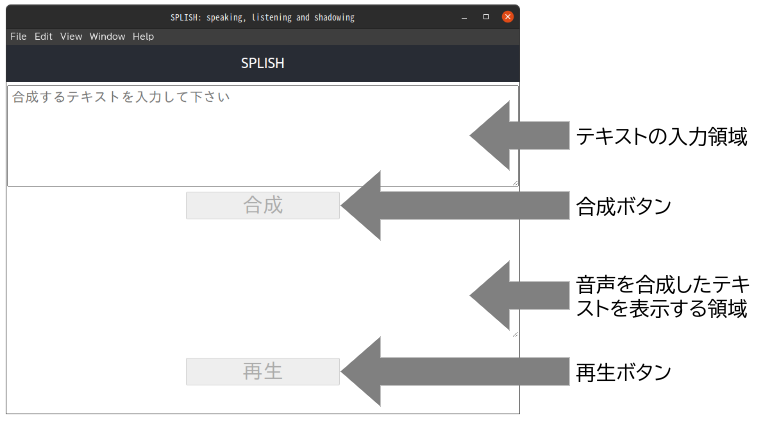 SPLISH: speaking, listening and shadowing
File Edit View Window Help
SPLISH
合成するテキストを入力して下さい
テキストの入力領域
合成
合成ボタン
音声を合成したテキ
ストを表示する領域
再生
再生ボタン